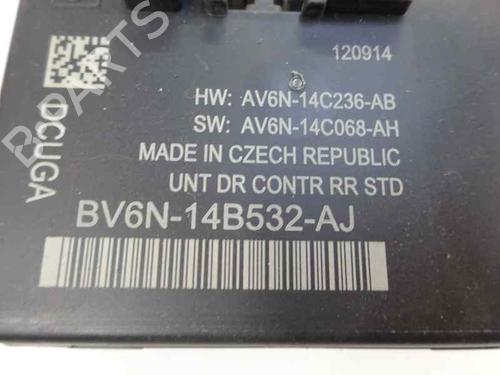 120914
HW: AV6N-14C236-AB
SW: AV6N-14C068-AH
MADE IN CZECH REPUBLIC
UNT DR CONTR RR STD
BV6N-14B532-AJ
DCUGA
B PARTS